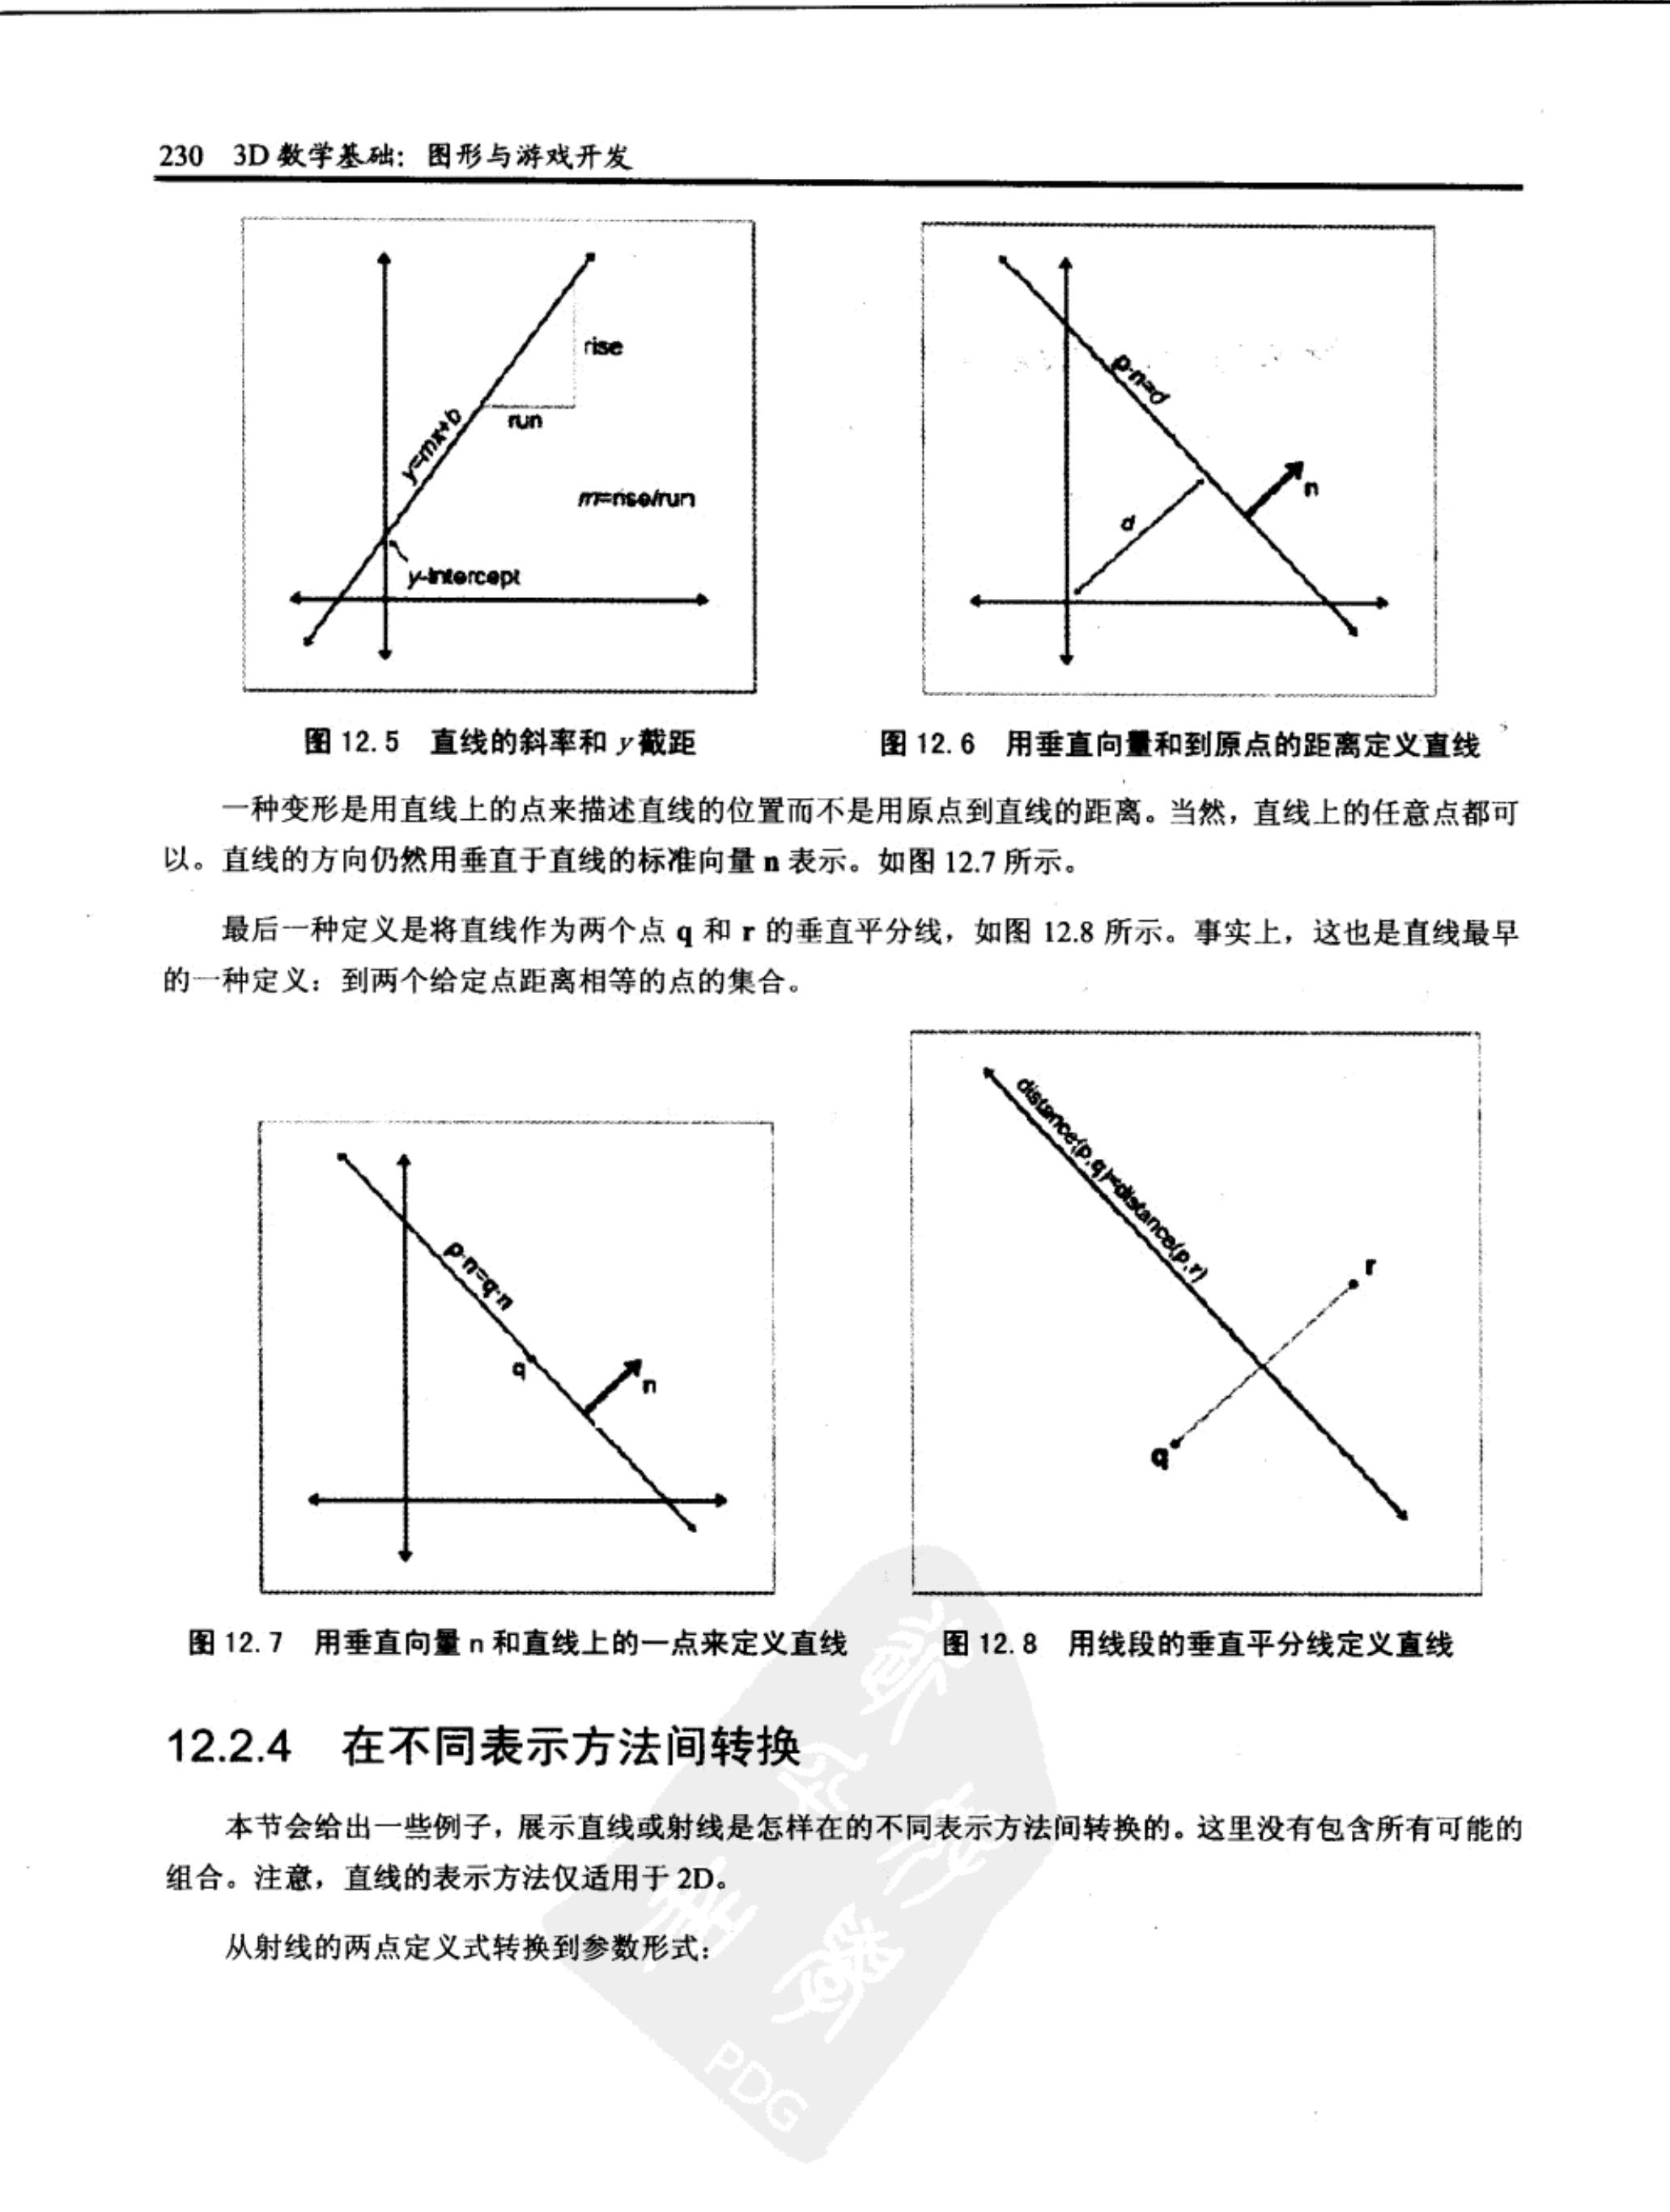 230 3D 数学基础：图形与游戏开发
rise
run
y=mx+b
m=rise/run
y-intercept
p·n=d
n
d
图 12.5 直线的斜率和 y 截距
图 12.6 用垂直向量和到原点的距离定义直线
一种变形是用直线上的点来描述直线的位置而不是用原点到直线的距离。当然，直线上的任意点都可
以。直线的方向仍然用垂直于直线的标准向量 n 表示。如图 12.7 所示。
最后一种定义是将直线作为两个点 q 和 r 的垂直平分线，如图 12.8 所示。事实上，这也是直线最早
的一种定义：到两个给定点距离相等的点的集合。
p·n=q·n
q
n
distance(p,q)=distance(p,r)
r
q
图 12.7 用垂直向量 n 和直线上的一点来定义直线
图 12.8 用线段的垂直平分线定义直线
12.2.4 在不同表示方法间转换
本节会给出一些例子，展示直线或射线是怎样在的不同表示方法间转换的。这里没有包含所有可能的
组合。注意，直线的表示方法仅适用于 2D。
从射线的两点定义式转换到参数形式：
PDG